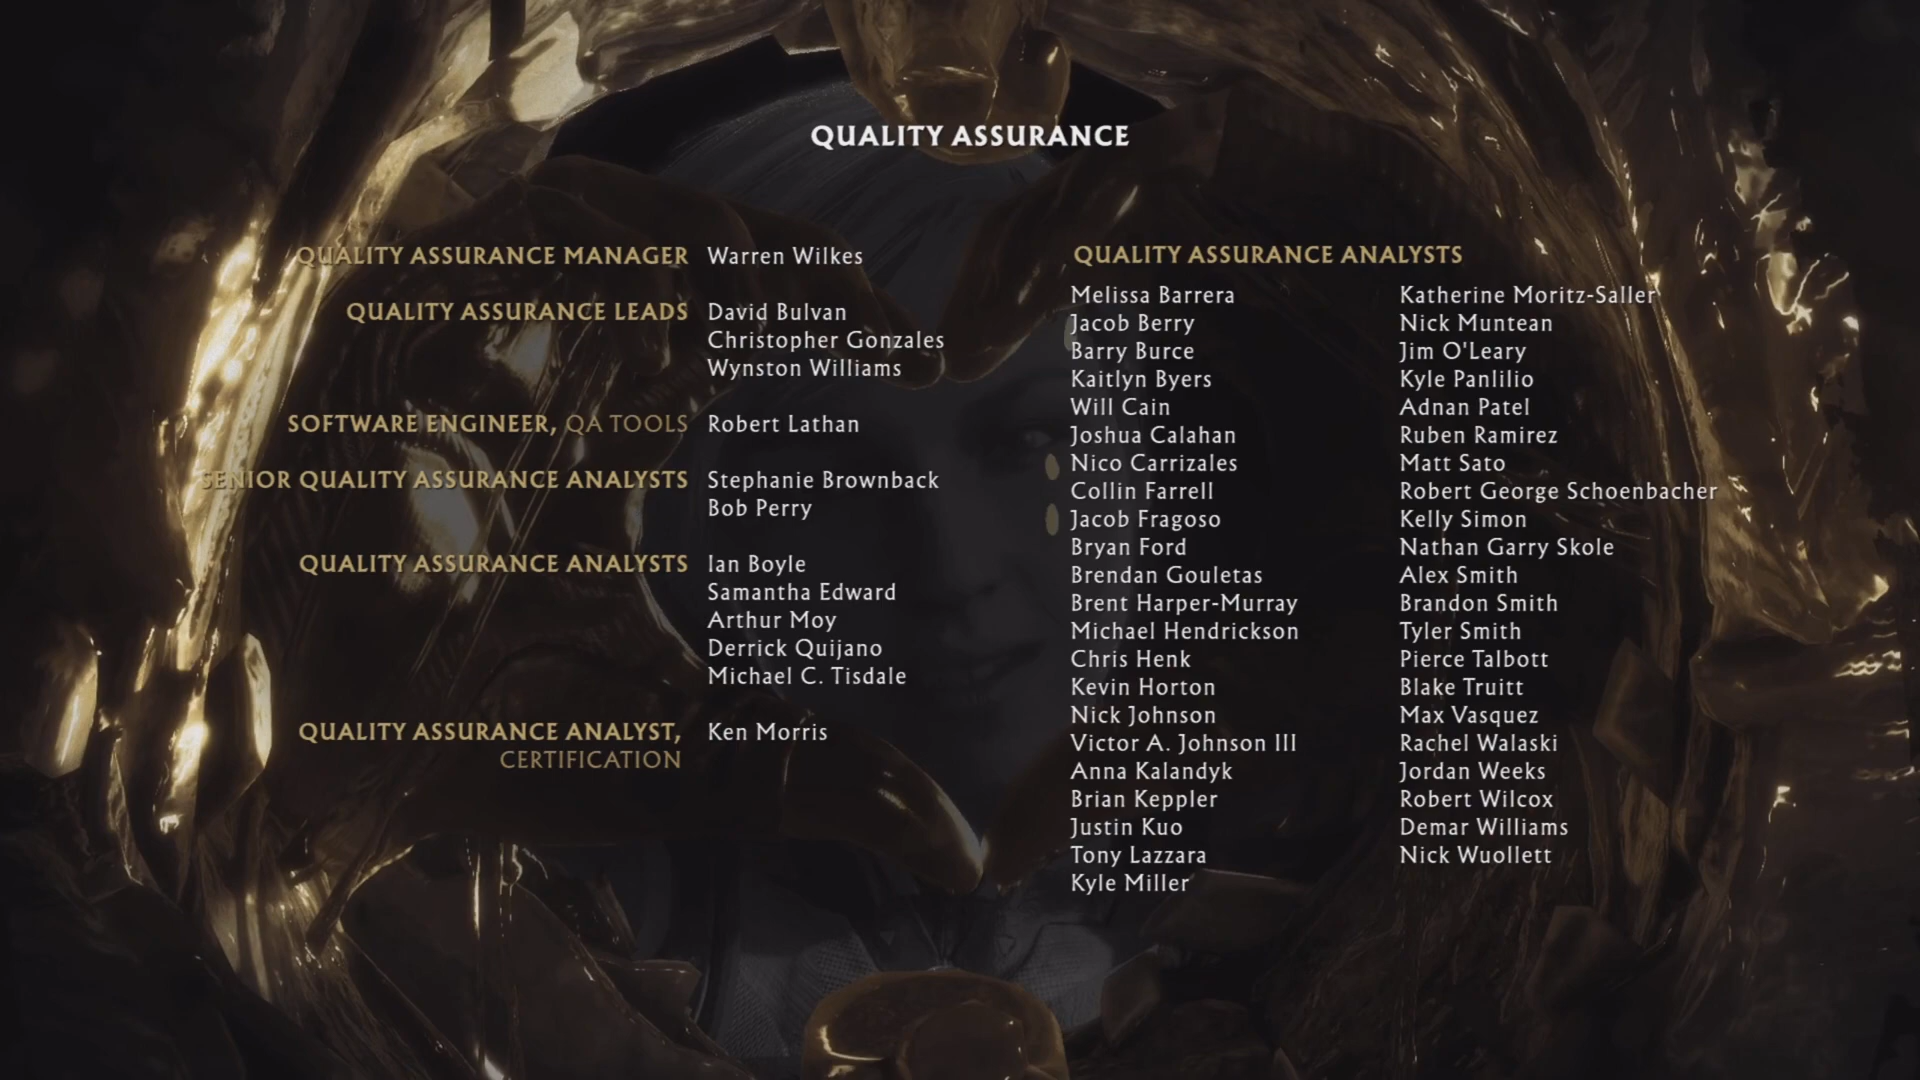 QUALITY ASSURANCE
QUALITY ASSURANCE MANAGER Warren Wilkes
QUALITY ASSURANCE LEADS David Bulvan
Christopher Gonzales
Wynston Williams
SOFTWARE ENGINEER, QA TOOLS Robert Lathan
SENIOR QUALITY ASSURANCE ANALYSTS Stephanie Brownback
Bob Perry
QUALITY ASSURANCE ANALYSTS Ian Boyle
Samantha Edward
Arthur Moy
Derrick Quijano
Michael C. Tisdale
QUALITY ASSURANCE ANALYST, Ken Morris
CERTIFICATION
QUALITY ASSURANCE ANALYSTS
Melissa Barrera
Jacob Berry
Barry Burce
Kaitlyn Byers
Will Cain
Joshua Calahan
Nico Carrizales
Collin Farrell
Jacob Fragoso
Bryan Ford
Brendan Gouletas
Brent Harper-Murray
Michael Hendrickson
Chris Henk
Kevin Horton
Nick Johnson
Victor A. Johnson III
Anna Kalandyk
Brian Keppler
Justin Kuo
Tony Lazzara
Kyle Miller
Katherine Moritz-Saller
Nick Muntean
Jim O'Leary
Kyle Panlilio
Adnan Patel
Ruben Ramirez
Matt Sato
Robert George Schoenbacher
Kelly Simon
Nathan Garry Skole
Alex Smith
Brandon Smith
Tyler Smith
Pierce Talbott
Blake Truitt
Max Vasquez
Rachel Walaski
Jordan Weeks
Robert Wilcox
Demar Williams
Nick Wuollett